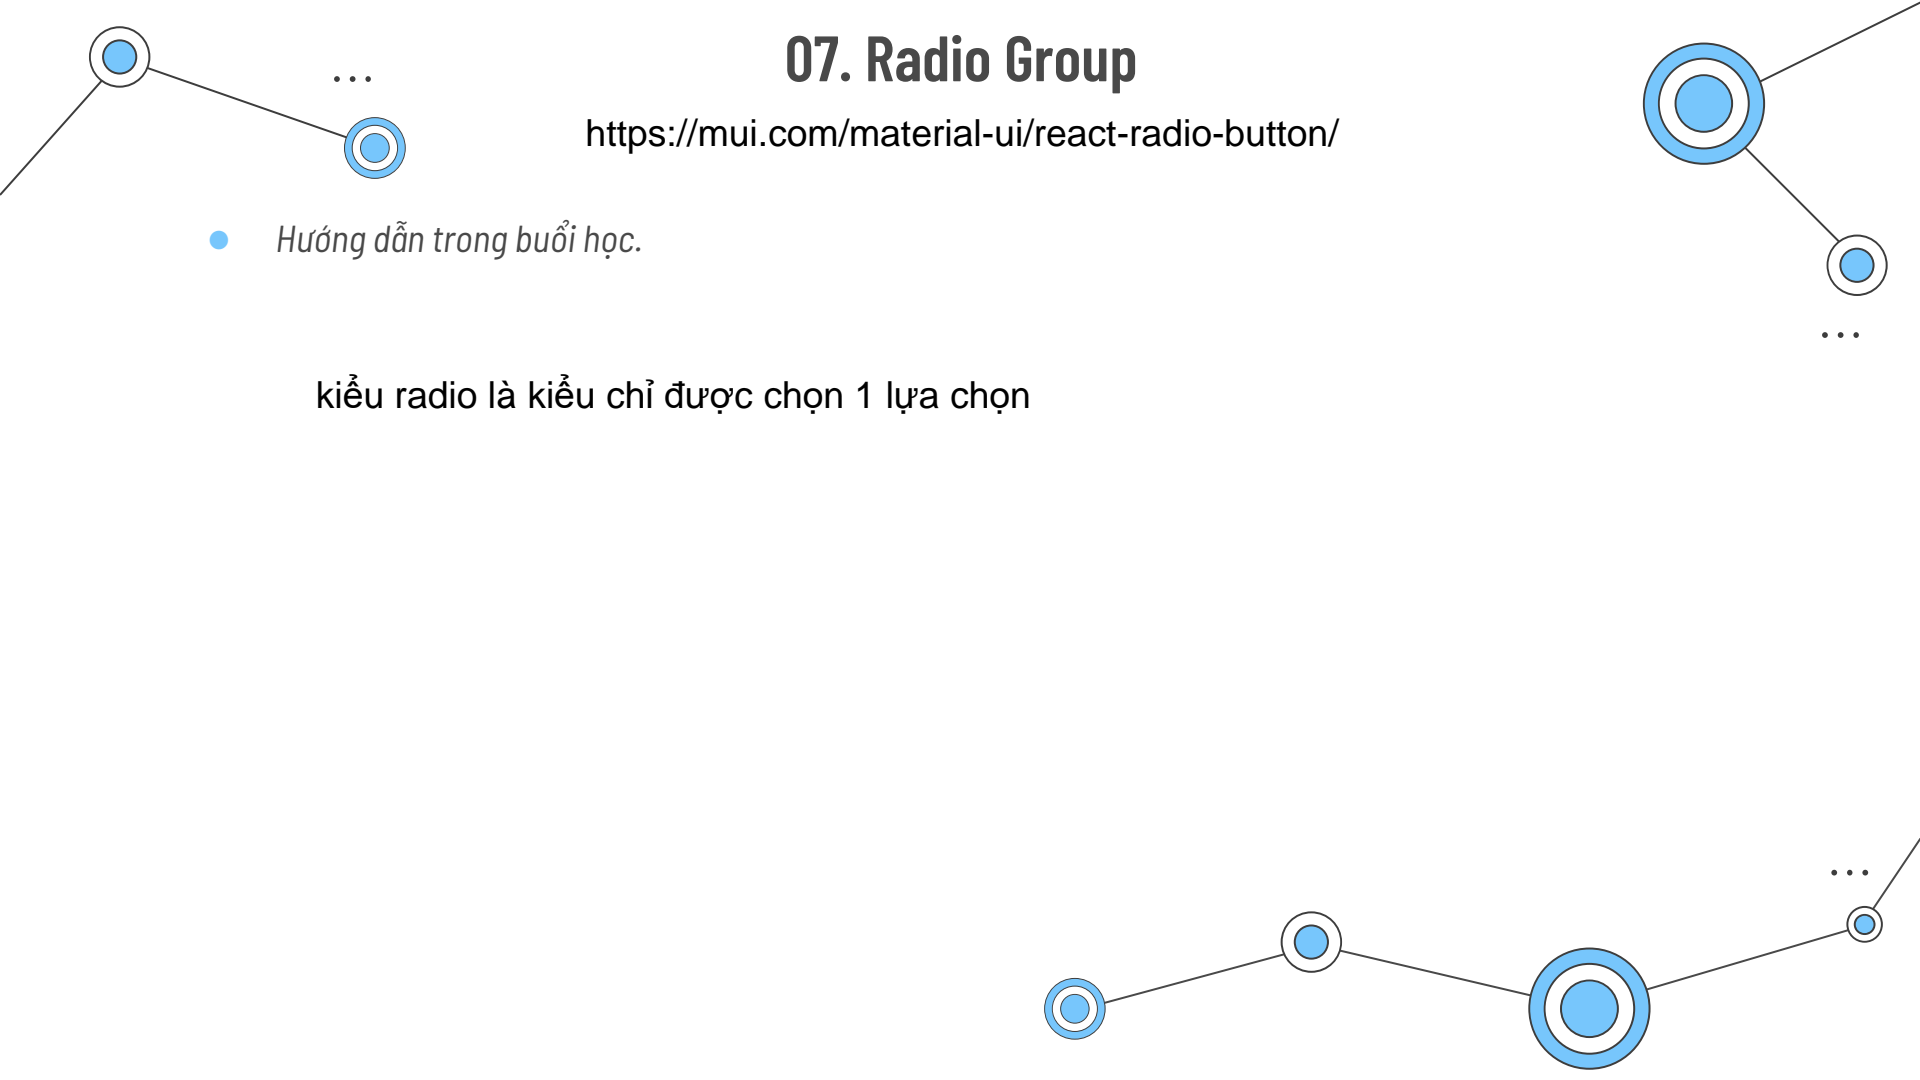 07. Radio Group
https://mui.com/material-ui/react-radio-button/
Hướng dẫn trong buổi học.
kiểu radio là kiểu chỉ được chọn 1 lựa chọn